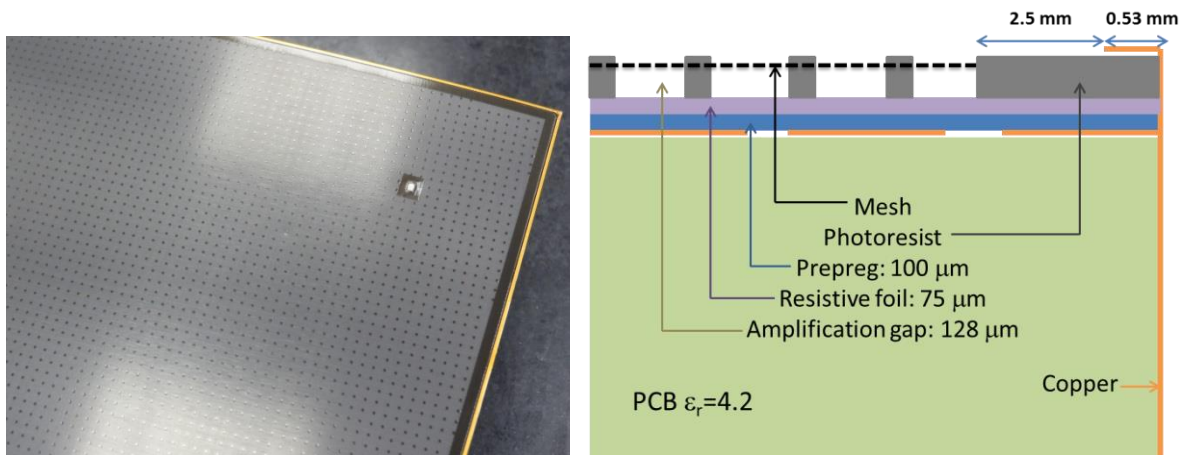 2.5 mm
0.53 mm
Mesh
Photoresist
Prepreg: 100 μm
Resistive foil: 75 μm
Amplification gap: 128 μm
Copper
PCB εr=4.2